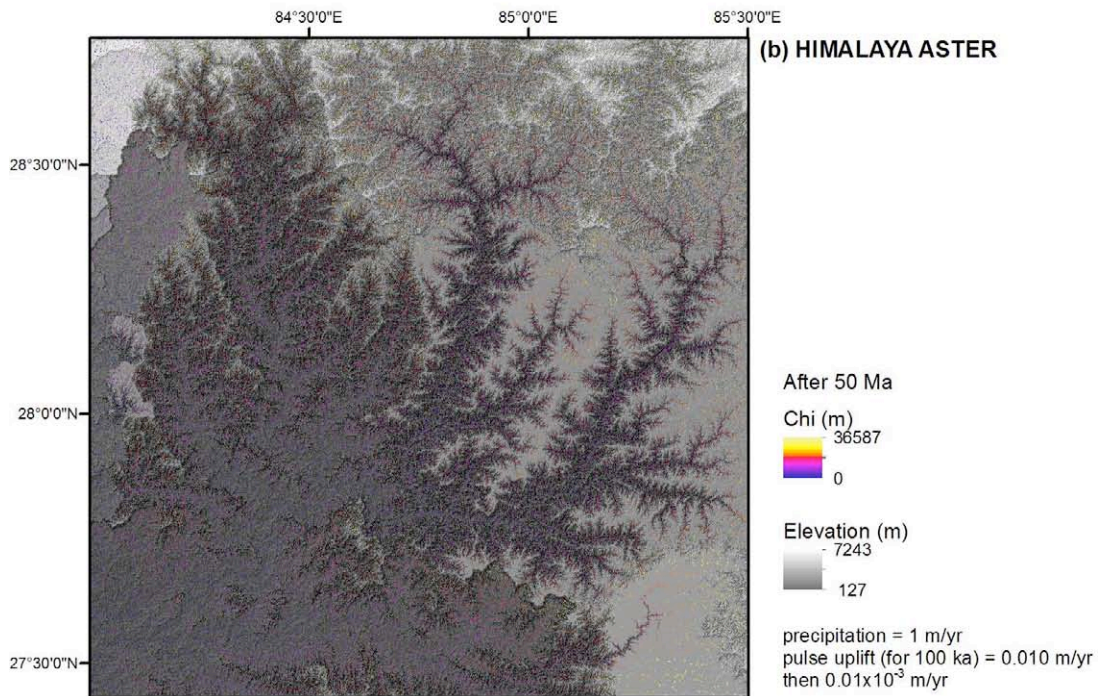 84°30'0"E 85°0'0"E 85°30'0"E
(b) HIMALAYA ASTER
28°30'0"N
28°0'0"N
27°30'0"N
After 50 Ma
Chi (m)
36587
0
Elevation (m)
7243
127
precipitation = 1 m/yr
pulse uplift (for 100 ka) = 0.010 m/yr
then 0.01x10⁻³ m/yr